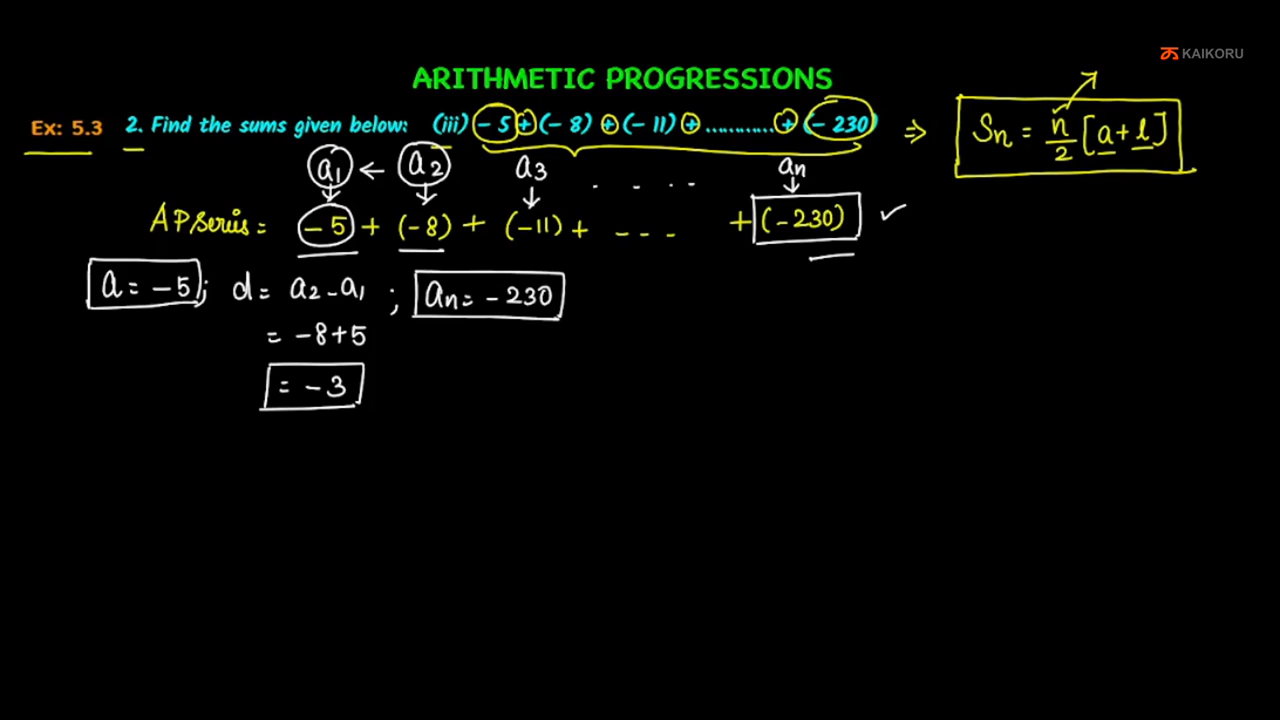 KAIKORU
ARITHMETIC PROGRESSIONS
Ex: 5.3 2. Find the sums given below: (iii) - 5 + (- 8) + (- 11) + ............ + (- 230) ⇒ Sn = n/2 [a + l]
a1 ← a2 a3 . . . . an
AP Series = -5 + (-8) + (-11) + - - - + (-230) ✓
a = -5 ; d = a2 - a1 ; an = -230
= -8+5
= -3